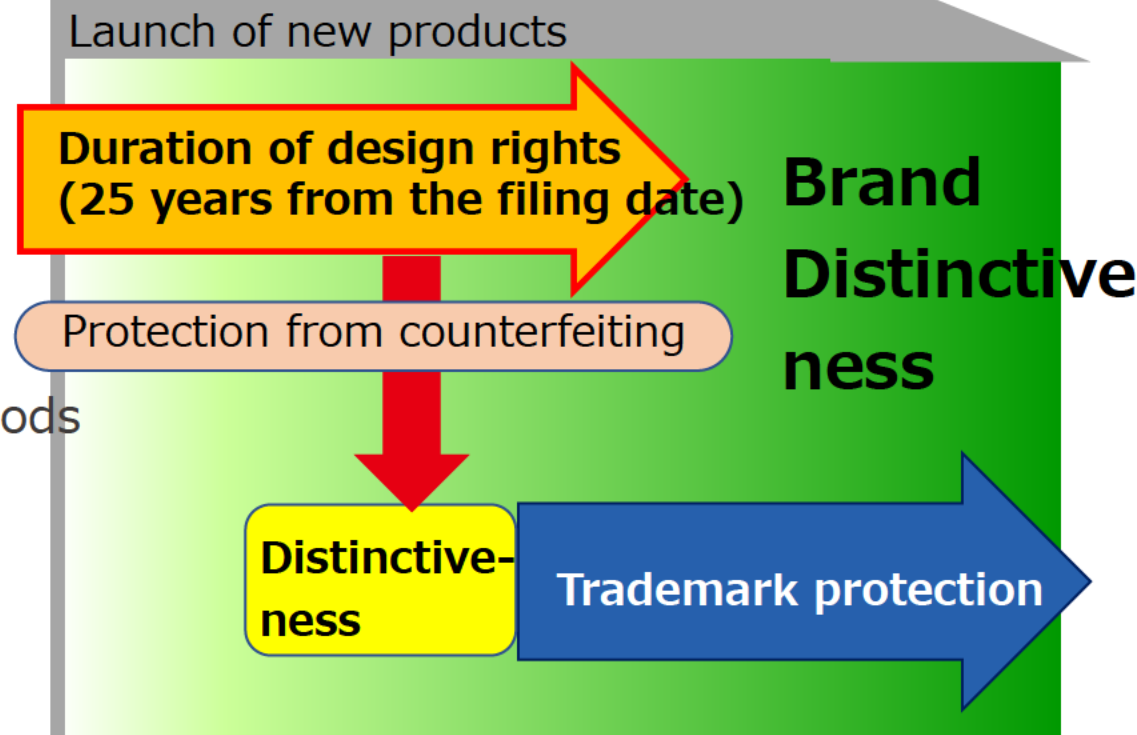 Launch of new products
Duration of design rights
(25 years from the filing date)
Brand
Distinctive
ness
Protection from counterfeiting
ods
Distinctive-
ness
Trademark protection